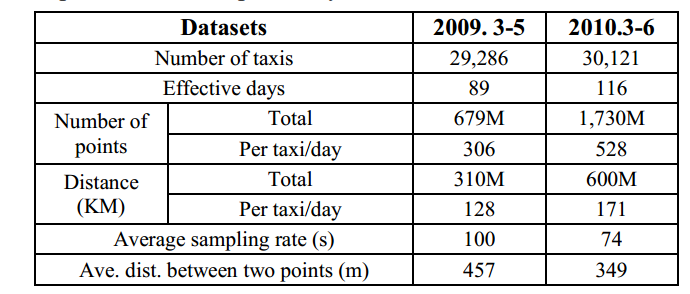 Datasets 2009. 3-5 2010.3-6
Number of taxis 29,286 30,121
Effective days 89 116
Number of points Total 679M 1,730M
Per taxi/day 306 528
Distance (KM) Total 310M 600M
Per taxi/day 128 171
Average sampling rate (s) 100 74
Ave. dist. between two points (m) 457 349